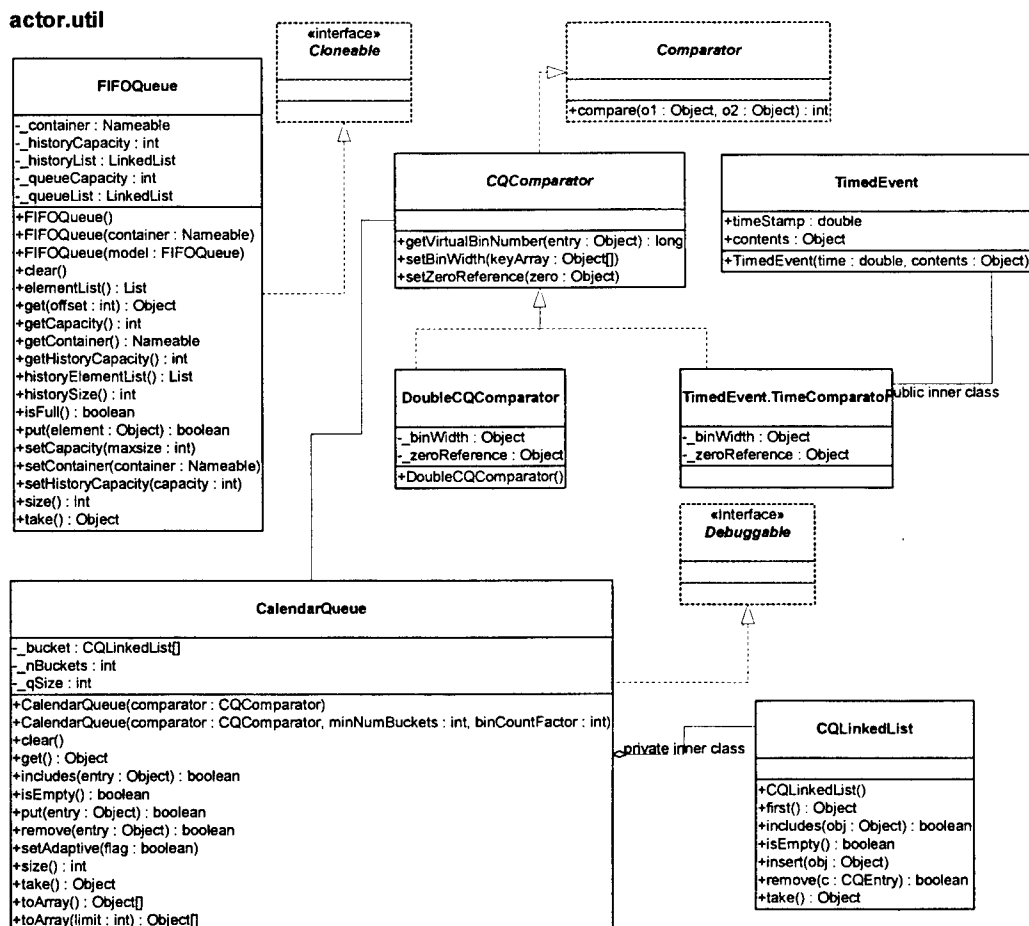 actor.util
«interface»
Cloneable
Comparator
+compare(o1 : Object, o2 : Object) : int
FIFOQueue
-_container : Nameable
-_historyCapacity : int
-_historyList : LinkedList
-_queueCapacity : int
-_queueList : LinkedList
+FIFOQueue()
+FIFOQueue(container : Nameable)
+FIFOQueue(model : FIFOQueue)
+clear()
+elementList() : List
+get(offset : int) : Object
+getCapacity() : int
+getContainer() : Nameable
+getHistoryCapacity() : int
+historyElementList() : List
+historySize() : int
+isFull() : boolean
+put(element : Object) : boolean
+setCapacity(maxsize : int)
+setContainer(container : Nameable)
+setHistoryCapacity(capacity : int)
+size() : int
+take() : Object
CQComparator
+getVirtualBinNumber(entry : Object) : long
+setBinWidth(keyArray : Object[])
+setZeroReference(zero : Object)
TimedEvent
+timeStamp : double
+contents : Object
+TimedEvent(time : double, contents : Object)
DoubleCQComparator
-_binWidth : Object
-_zeroReference : Object
+DoubleCQComparator()
TimedEvent.TimeComparator
-_binWidth : Object
-_zeroReference : Object
public inner class
«Interface»
Debuggable
CalendarQueue
-_bucket : CQLinkedList[]
-_nBuckets : int
-_qSize : int
+CalendarQueue(comparator : CQComparator)
+CalendarQueue(comparator : CQComparator, minNumBuckets : int, binCountFactor : int)
+clear()
+get() : Object
+includes(entry : Object) : boolean
+isEmpty() : boolean
+put(entry : Object) : boolean
+remove(entry : Object) : boolean
+setAdaptive(flag : boolean)
+size() : int
+take() : Object
+toArray() : Object[]
+toArray(limit : int) : Object[]
private inner class
CQLinkedList
+CQLinkedList()
+first() : Object
+includes(obj : Object) : boolean
+isEmpty() : boolean
+insert(obj : Object)
+remove(c : CQEntry) : boolean
+take() : Object